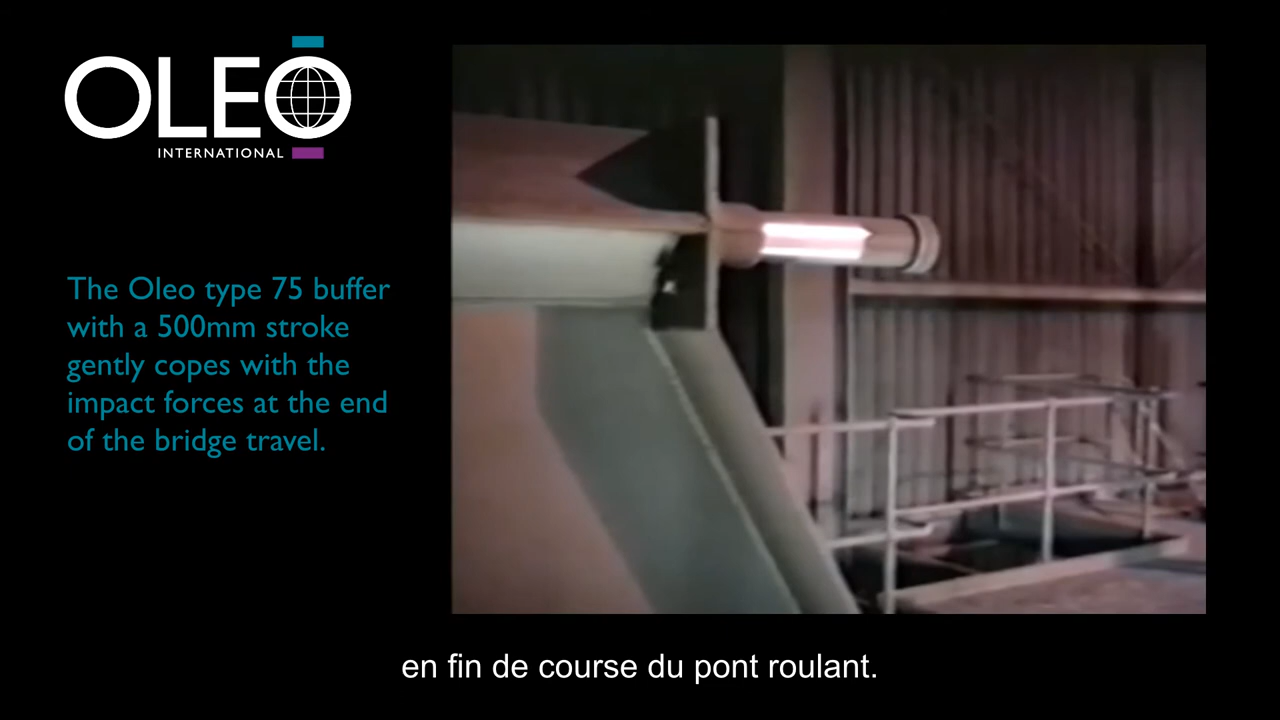 OLEO
INTERNATIONAL
The Oleo type 75 buffer
with a 500mm stroke
gently copes with the
impact forces at the end
of the bridge travel.
en fin de course du pont roulant.